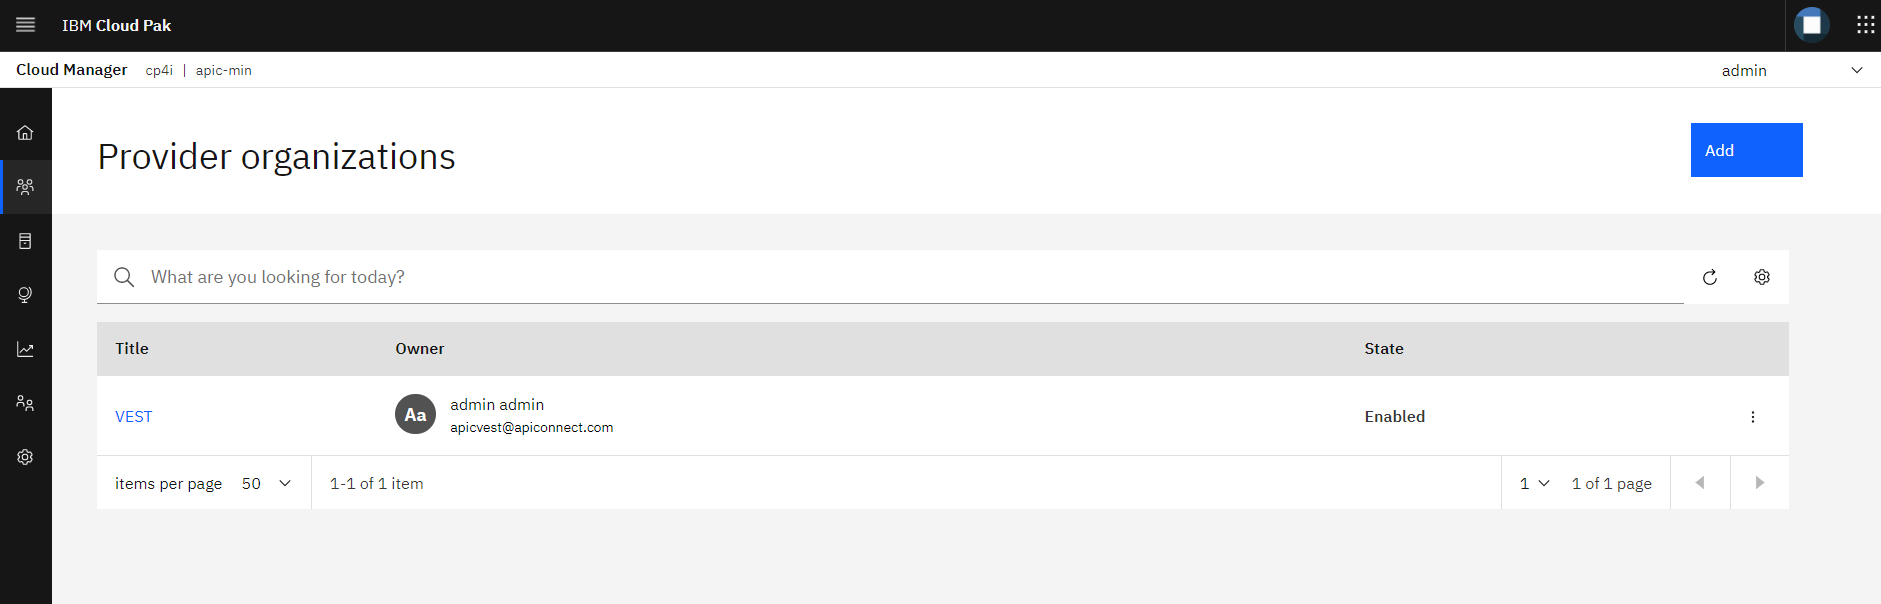 IBM Cloud Pak
Cloud Manager cp4i | apic-min admin
Provider organizations
Add
What are you looking for today?
Title Owner State
VEST Aa admin admin Enabled
apicvest@apiconnect.com
items per page 50 1-1 of 1 item 1 1 of 1 page